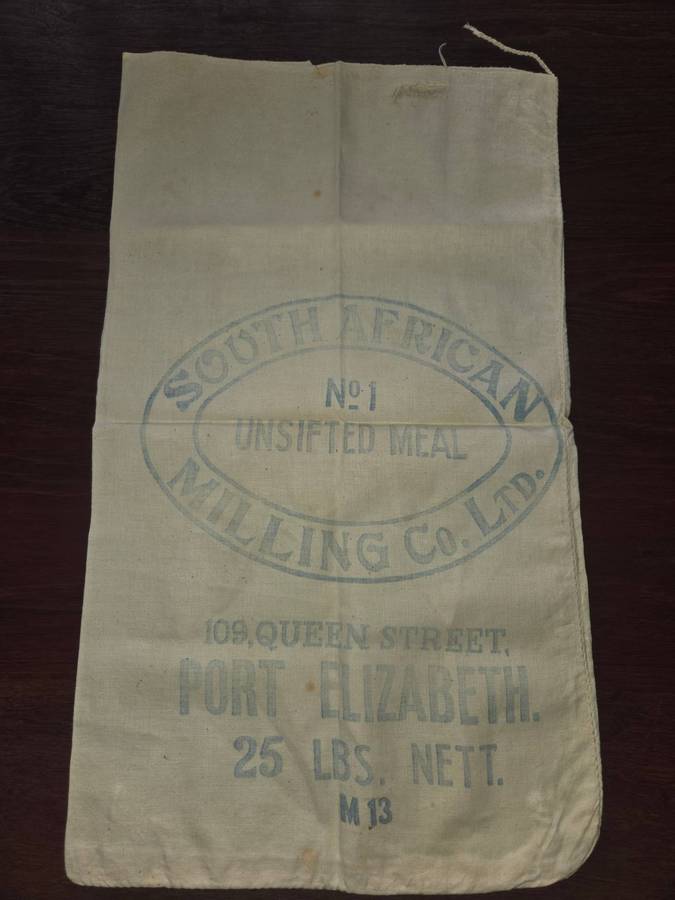 SOUTH AFRICAN
Nº 1
UNSIFTED MEAL
MILLING Co. LTD.
109, QUEEN STREET,
PORT ELIZABETH.
25 LBS. NETT.
M 13